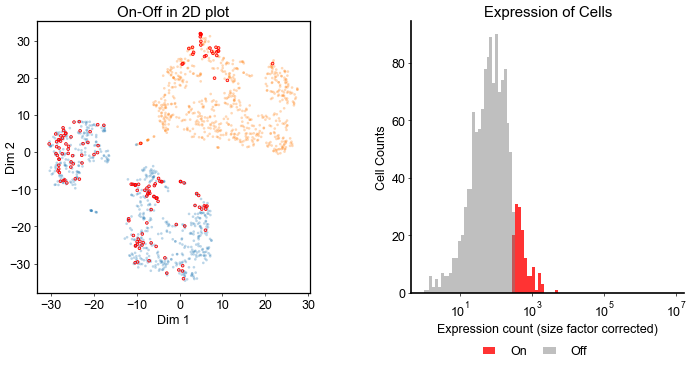 On-Off in 2D plot
30
20
10
0
−10
−20
−30
Dim 2
−30 −20 −10 0 10 20 30
Dim 1
Expression of Cells
80
60
40
20
0
Cell Counts
10^1 10^3 10^5 10^7
Expression count (size factor corrected)
On Off